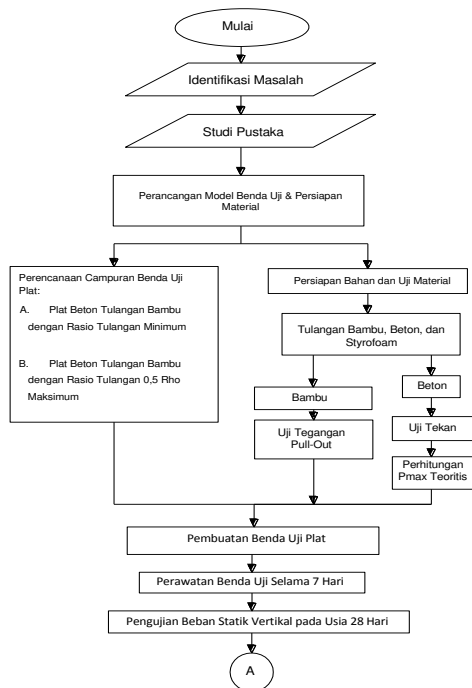 Mulai
Identifikasi Masalah
Studi Pustaka
Perancangan Model Benda Uji & Persiapan
Material
Perencanaan Campuran Benda Uji
Plat:
A. Plat Beton Tulangan Bambu
dengan Rasio Tulangan Minimum
B. Plat Beton Tulangan Bambu
dengan Rasio Tulangan 0,5 Rho
Maksimum
Persiapan Bahan dan Uji Material
Tulangan Bambu, Beton, dan
Styrofoam
Bambu
Uji Tegangan
Pull-Out
Beton
Uji Tekan
Perhitungan
Pmax Teoritis
Pembuatan Benda Uji Plat
Perawatan Benda Uji Selama 7 Hari
Pengujian Beban Statik Vertikal pada Usia 28 Hari
A